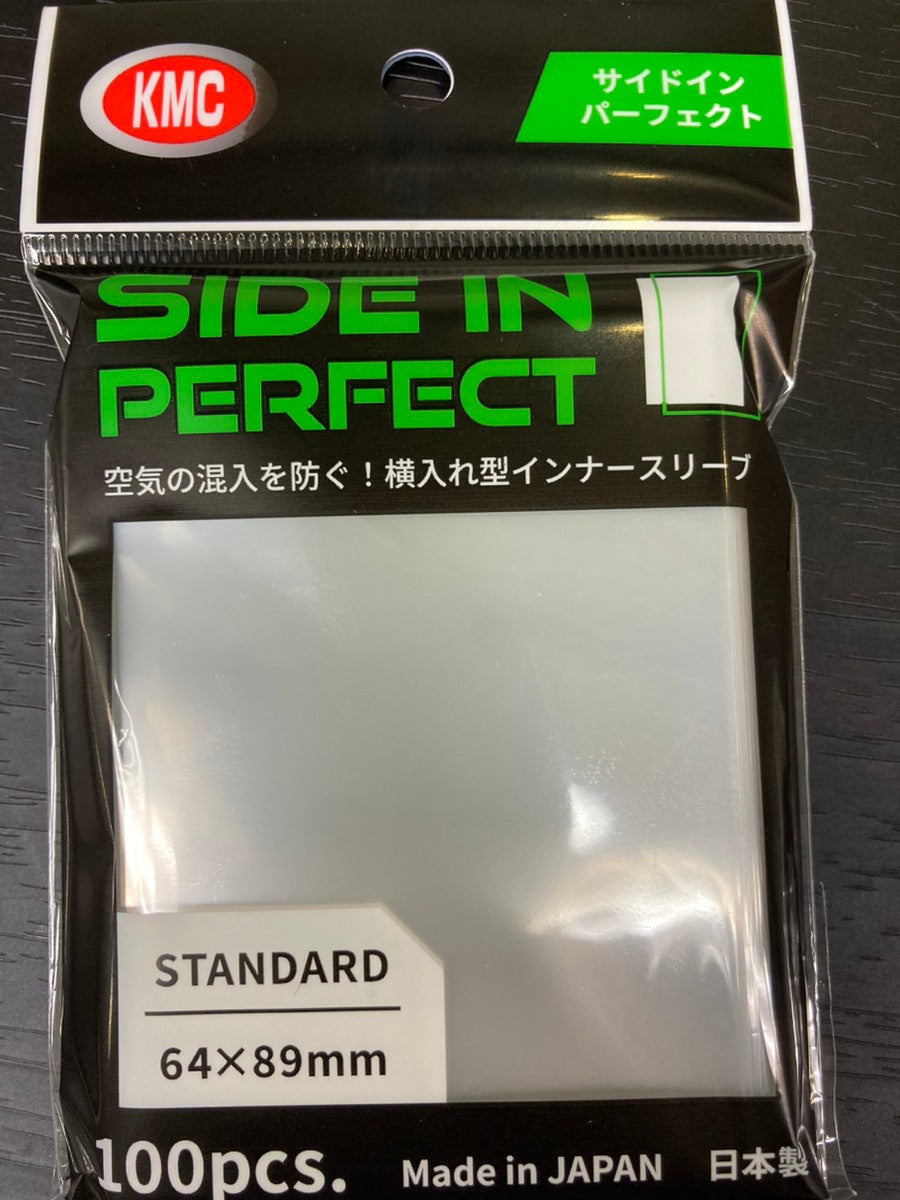 KMC
サイドイン
パーフェクト
SIDE IN
PERFECT
空気の混入を防ぐ！横入れ型インナースリーブ
STANDARD
64×89mm
100pcs. Made in JAPAN 日本製